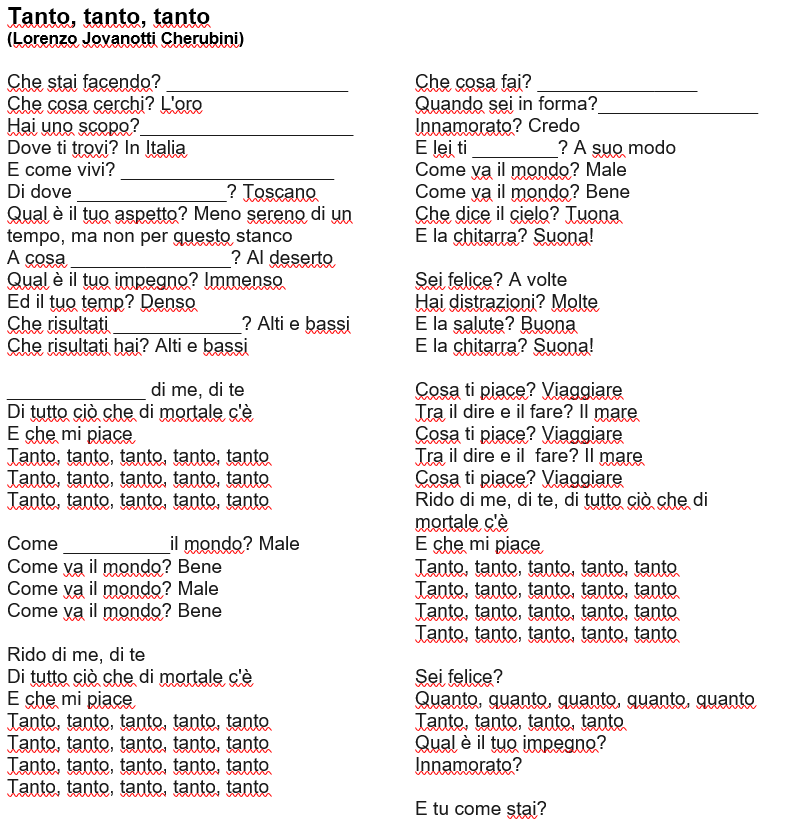 Tanto, tanto, tanto
(Lorenzo Jovanotti Cherubini)

Che stai facendo? _________________
Che cosa cerchi? L'oro
Hai uno scopo?____________________
Dove ti trovi? In Italia
E come vivi? ____________________
Di dove ______________? Toscano
Qual è il tuo aspetto? Meno sereno di un
tempo, ma non per questo stanco
A cosa _______________? Al deserto
Qual è il tuo impegno? Immenso
Ed il tuo temp? Denso
Che risultati ____________? Alti e bassi
Che risultati hai? Alti e bassi

_____________ di me, di te
Di tutto ciò che di mortale c'è
E che mi piace
Tanto, tanto, tanto, tanto, tanto
Tanto, tanto, tanto, tanto, tanto
Tanto, tanto, tanto, tanto, tanto

Come __________il mondo? Male
Come va il mondo? Bene
Come va il mondo? Male
Come va il mondo? Bene

Rido di me, di te
Di tutto ciò che di mortale c'è
E che mi piace
Tanto, tanto, tanto, tanto, tanto
Tanto, tanto, tanto, tanto, tanto
Tanto, tanto, tanto, tanto, tanto
Tanto, tanto, tanto, tanto, tanto

Che cosa fai? _______________
Quando sei in forma?_______________
Innamorato? Credo
E lei ti ________? A suo modo
Come va il mondo? Male
Come va il mondo? Bene
Che dice il cielo? Tuona
E la chitarra? Suona!

Sei felice? A volte
Hai distrazioni? Molte
E la salute? Buona
E la chitarra? Suona!

Cosa ti piace? Viaggiare
Tra il dire e il fare? Il mare
Cosa ti piace? Viaggiare
Tra il dire e il  fare? Il mare
Cosa ti piace? Viaggiare
Rido di me, di te, di tutto ciò che di
mortale c'è
E che mi piace
Tanto, tanto, tanto, tanto, tanto
Tanto, tanto, tanto, tanto, tanto
Tanto, tanto, tanto, tanto, tanto
Tanto, tanto, tanto, tanto, tanto

Sei felice?
Quanto, quanto, quanto, quanto, quanto
Tanto, tanto, tanto, tanto
Qual è il tuo impegno?
Innamorato?

E tu come stai?